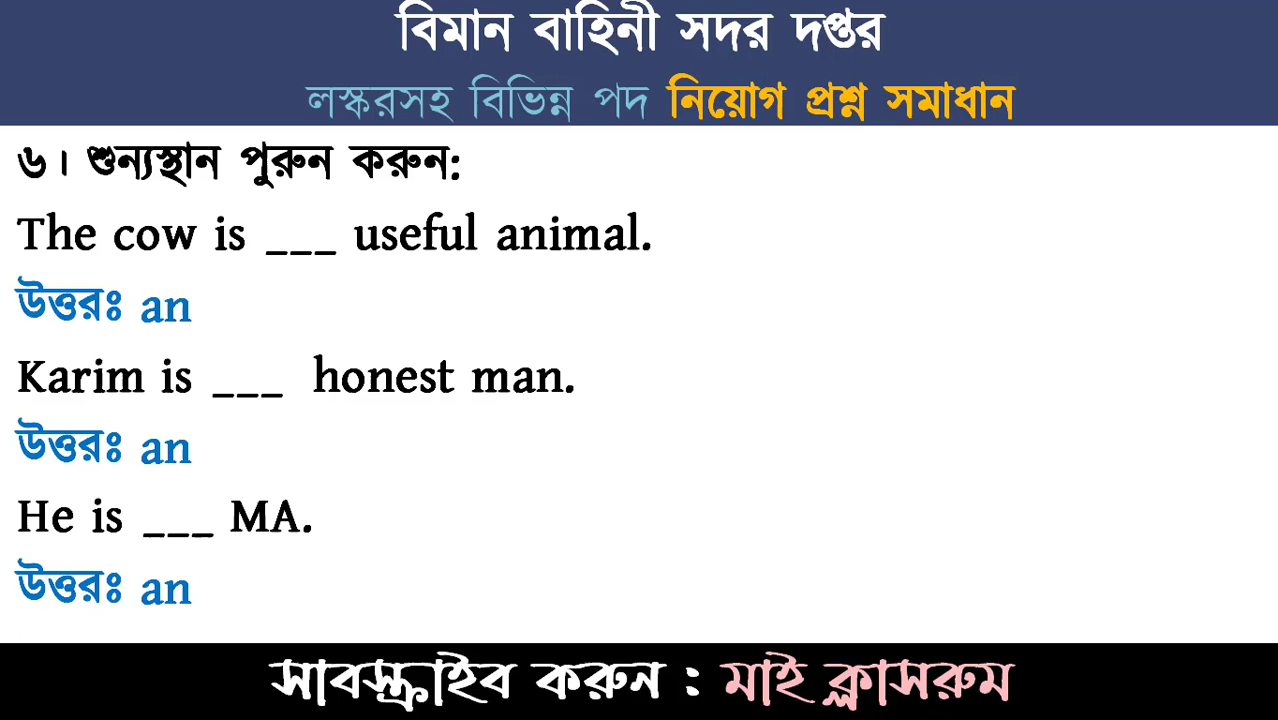 বিমান বাহিনী সদর দপ্তর
লস্করসহ বিভিন্ন পদ নিয়োগ প্রশ্ন সমাধান
৬। শুন্যস্থান পুরুন করুন:
The cow is ___ useful animal.
উত্তরঃ an
Karim is ___ honest man.
উত্তরঃ an
He is ___ MA.
উত্তরঃ an
সাবস্ক্রাইব করুন : মাই ক্লাসরুম